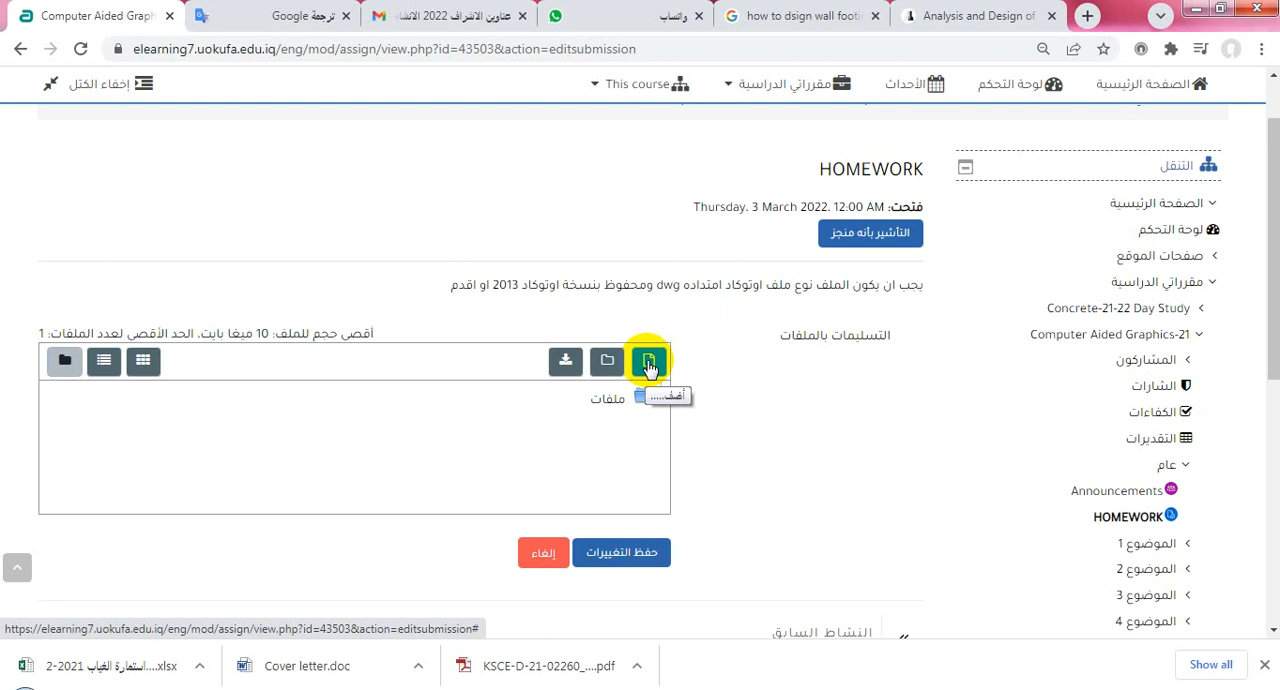 Computer Aided Graph
ترجمة Google
عناوين الاشراف 2022 الانشاء
واتساب
how to dsign wall footi
Analysis and Design of
elearning7.uokufa.edu.iq/eng/mod/assign/view.php?id=43503&action=editsubmission
الصفحة الرئيسية
لوحة التحكم
الأحداث
مقرراتي الدراسية
This course
إخفاء الكتل
HOMEWORK
فتحت: Thursday, 3 March 2022, 12:00 AM
التأشير بأنه منجز
يجب ان يكون الملف نوع ملف اوتوكاد امتداده dwg ومحفوظ بنسخة اوتوكاد 2013 او اقدم
التسليمات بالملفات
أقصى حجم للملف: 10 ميغا بايت، الحد الأقصى لعدد الملفات: 1
أضف.....
ملفات
حفظ التغييرات
إلغاء
النشاط السابق
التنقل
الصفحة الرئيسية
لوحة التحكم
صفحات الموقع
مقرراتي الدراسية
Concrete-21-22 Day Study
Computer Aided Graphics-21
المشاركون
الشارات
الكفاءات
التقديرات
عام
Announcements
HOMEWORK
الموضوع 1
الموضوع 2
الموضوع 3
الموضوع 4
https://elearning7.uokufa.edu.iq/eng/mod/assign/view.php?id=43503&action=editsubmission#
استمارة الغياب 2021-2....xlsx
Cover letter.doc
KSCE-D-21-02260_....pdf
Show all